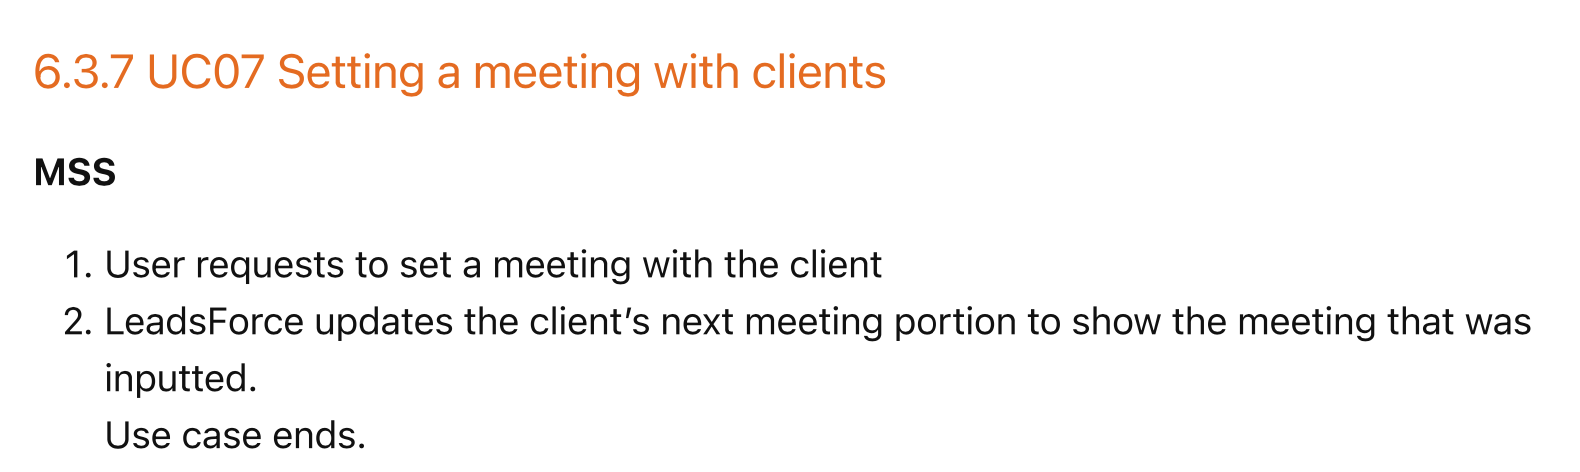 6.3.7 UC07 Setting a meeting with clients
MSS
1. User requests to set a meeting with the client
2. LeadsForce updates the client's next meeting portion to show the meeting that was
inputted.
Use case ends.